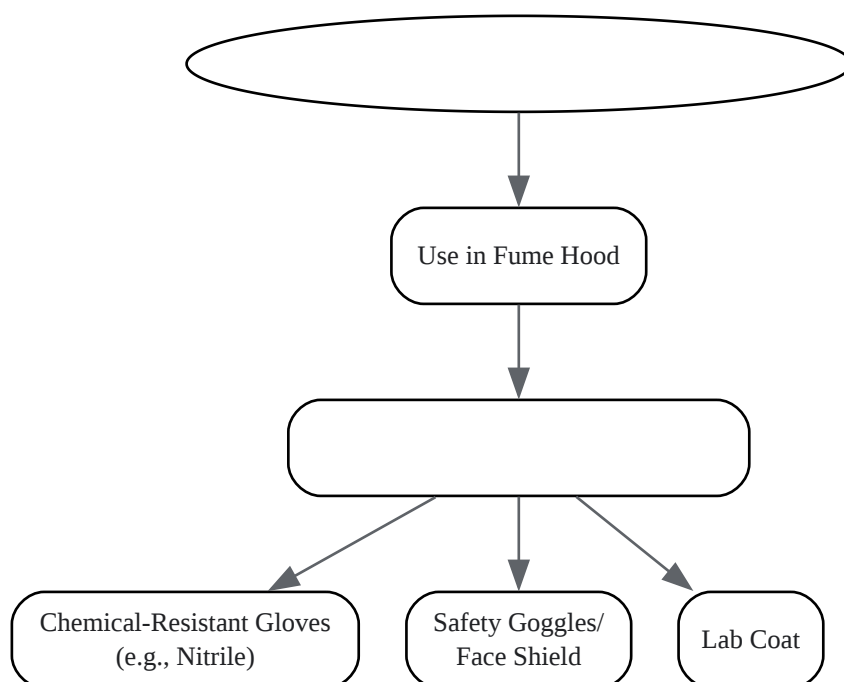 Use in Fume Hood
Chemical-Resistant Gloves
(e.g., Nitrile)
Safety Goggles/
Face Shield
Lab Coat